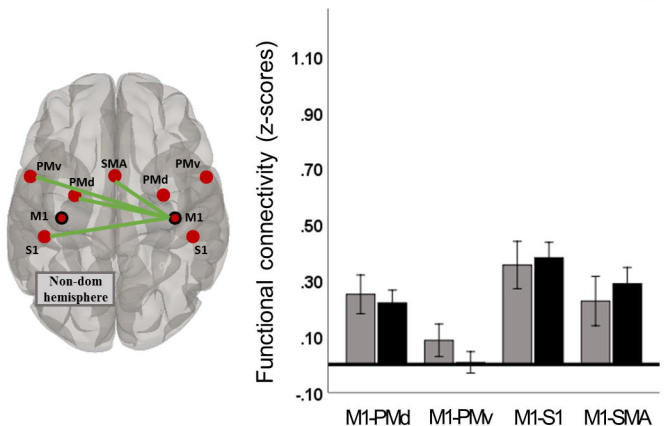 PMv
SMA
PMv
PMd
PMd
M1
M1
S1
S1
Non-dom
hemisphere
Functional connectivity (z-scores)
1.10
.90
.70
.50
.30
.10
-.10
M1-PMd
M1-PMv
M1-S1
M1-SMA